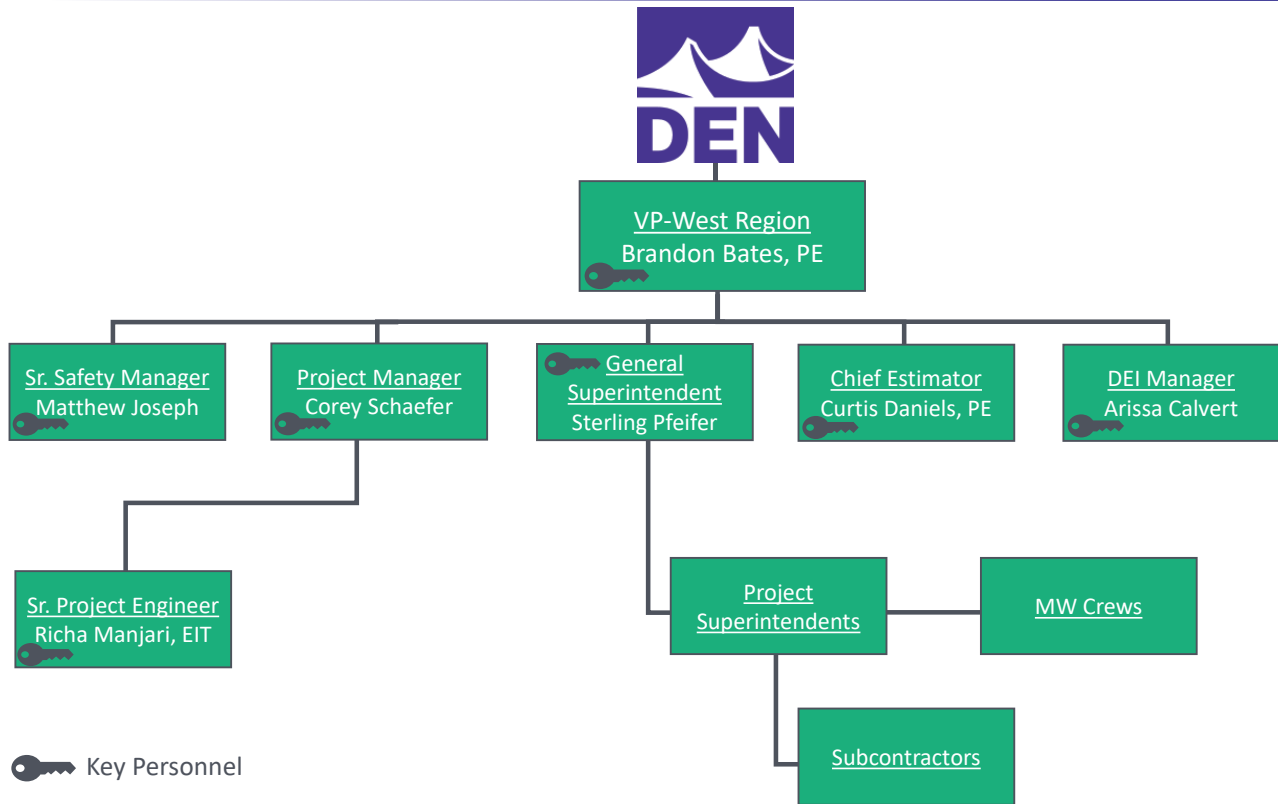 DEN
VP-West Region
Brandon Bates, PE
Sr. Safety Manager
Matthew Joseph
Project Manager
Corey Schaefer
General
Superintendent
Sterling Pfeifer
Chief Estimator
Curtis Daniels, PE
DEI Manager
Arissa Calvert
Sr. Project Engineer
Richa Manjari, EIT
Project
Superintendents
MW Crews
Subcontractors
Key Personnel